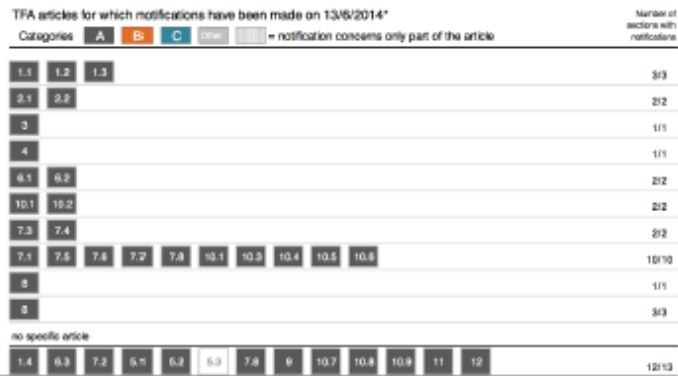 TFA articles for which notifications have been made on 13/6/2014*
Number of sections with notifications
Categories A B C Other = notification concerns only part of the article
1.1 1.2 1.3 3/3
2.1 2.2 2/2
3 1/1
4 1/1
6.1 6.2 2/2
10.1 10.2 2/2
7.3 7.4 2/2
7.1 7.5 7.6 7.7 7.8 10.1 10.3 10.4 10.5 10.6 10/10
8 1/1
3/3
no specific article
1.4 6.3 7.2 5.1 5.2 5.3 7.8 9 10.7 10.8 10.9 11 12 12/13